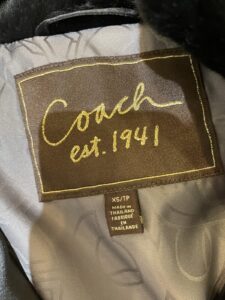 Coach
est. 1941
XS/TP
MADE IN
THAILAND
FABRIQUÉ
EN
THAÏLANDE